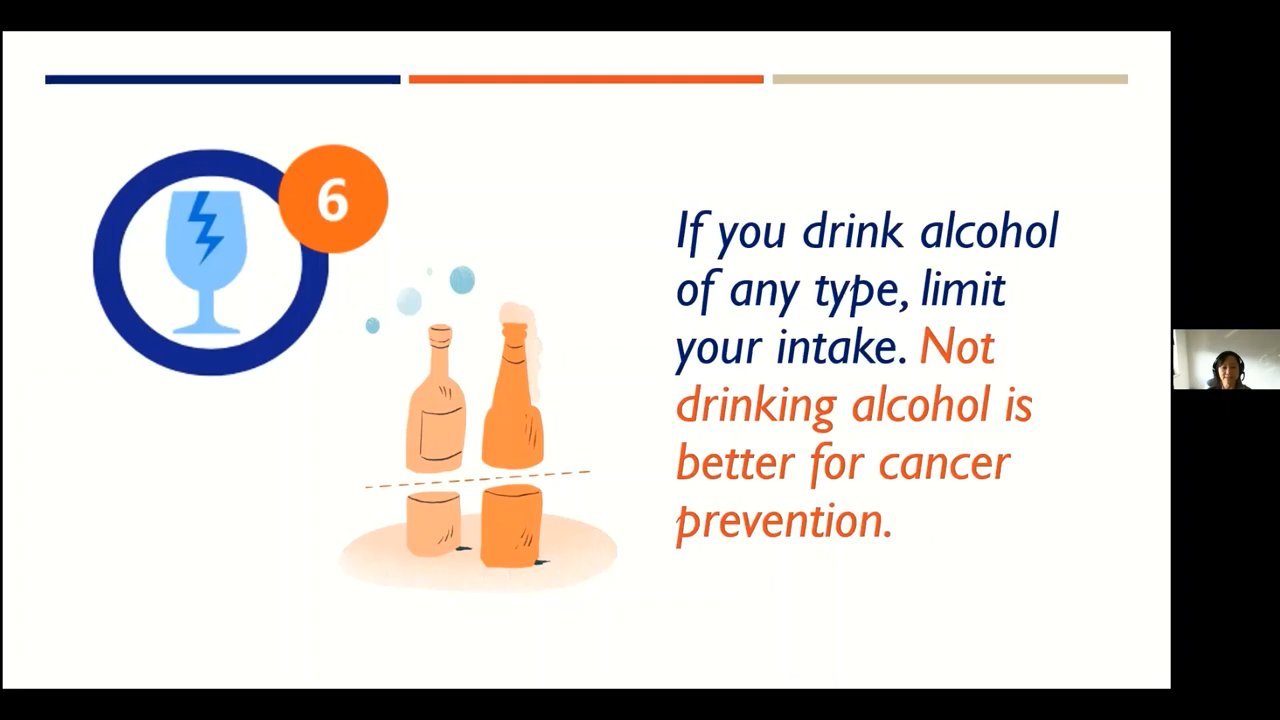 6
If you drink alcohol
of any type, limit
your intake. Not
drinking alcohol is
better for cancer
prevention.